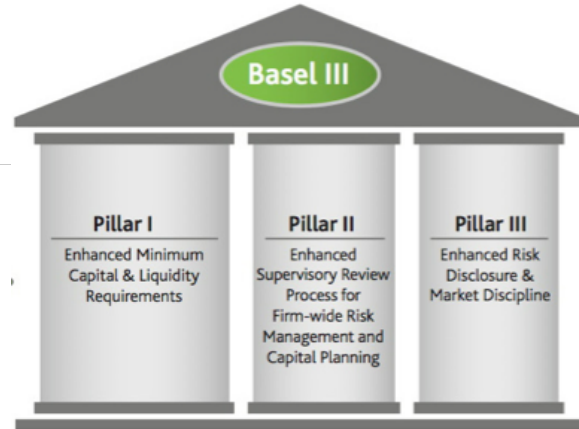 Basel III
Pillar I
Enhanced Minimum
Capital & Liquidity
Requirements
Pillar II
Enhanced
Supervisory Review
Process for
Firm-wide Risk
Management and
Capital Planning
Pillar III
Enhanced Risk
Disclosure &
Market Discipline